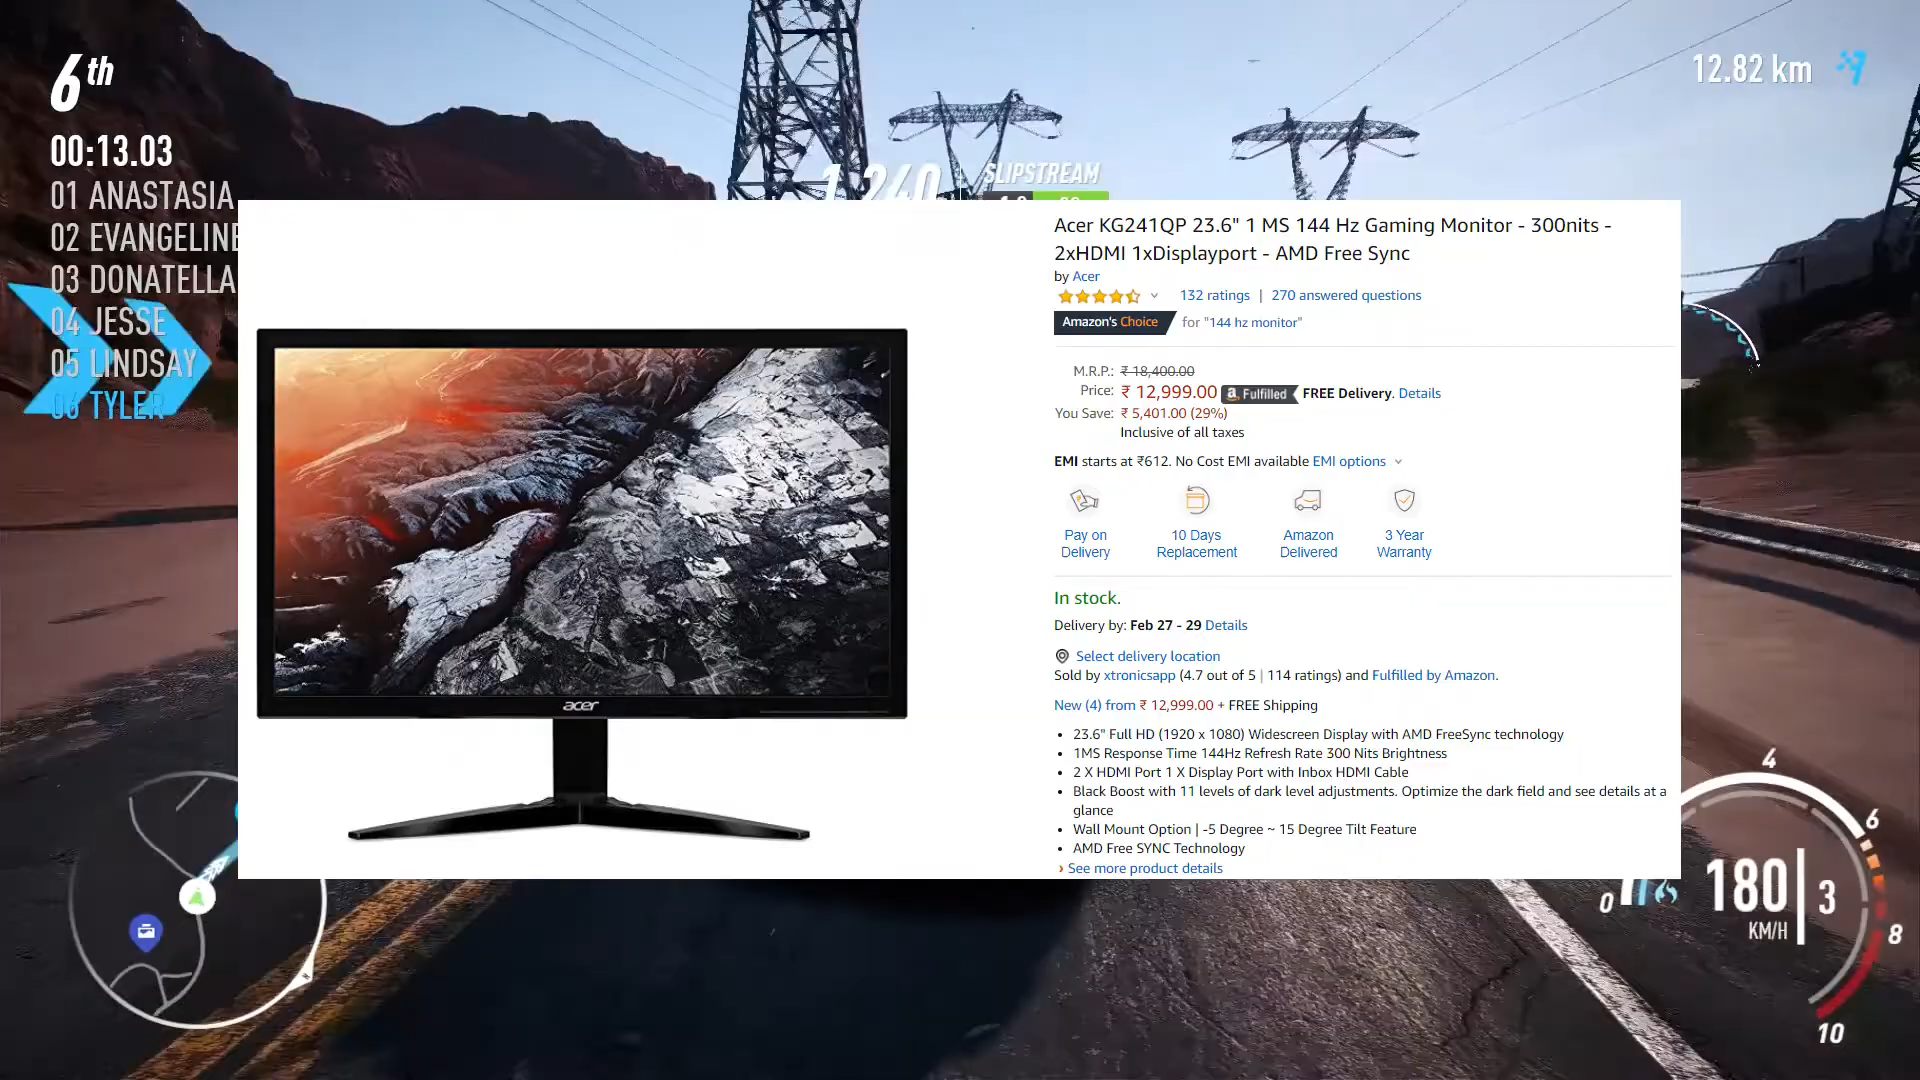 6th
12.82 km
00:13.03
01 ANASTASIA
02 EVANGELINE
03 DONATELLA
04 JESSE
05 LINDSAY
06 TYLER
1,240
SLIPSTREAM
Acer KG241QP 23.6" 1 MS 144 Hz Gaming Monitor - 300nits -
2xHDMI 1xDisplayport - AMD Free Sync
by Acer
132 ratings | 270 answered questions
Amazon's Choice for "144 hz monitor"
M.R.P.: ₹ 18,400.00
Price: ₹ 12,999.00 a Fulfilled FREE Delivery. Details
You Save: ₹ 5,401.00 (29%)
Inclusive of all taxes
EMI starts at ₹612. No Cost EMI available EMI options
Pay on Delivery
10 Days Replacement
Amazon Delivered
3 Year Warranty
In stock.
Delivery by: Feb 27 - 29 Details
Select delivery location
Sold by xtronicsapp (4.7 out of 5 | 114 ratings) and Fulfilled by Amazon.
New (4) from ₹ 12,999.00 + FREE Shipping
• 23.6" Full HD (1920 x 1080) Widescreen Display with AMD FreeSync technology
• 1MS Response Time 144Hz Refresh Rate 300 Nits Brightness
• 2 X HDMI Port 1 X Display Port with Inbox HDMI Cable
• Black Boost with 11 levels of dark level adjustments. Optimize the dark field and see details at a
glance
• Wall Mount Option | -5 Degree ~ 15 Degree Tilt Feature
• AMD Free SYNC Technology
› See more product details
acer
4
6
8
10
0
180
KM/H
3